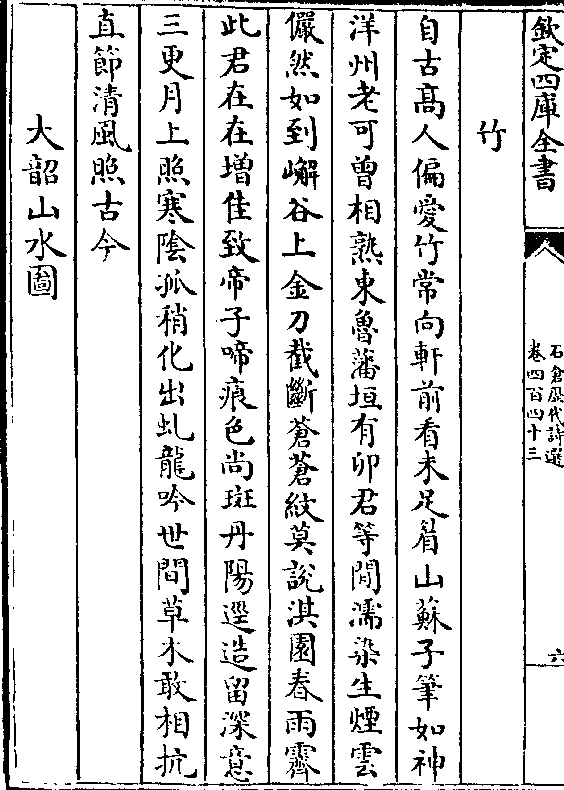 欽定四庫全書
石倉歷代詩選
卷四百四十三
六
竹
自古高人偏愛竹常向軒前看未足眉山蘇子筆如神
洋州老可曾相熟東魯藩垣有卯君等閒濡染生煙雲
儼然如到嶰谷上金刀截斷蒼蒼紋莫說淇園春雨霽
此君在在增佳致帝子啼痕色尚斑丹陽逕造留深意
三更月上照寒陰孤稍化出虬龍吟世間草木敢相抗
直節清風照古今
大韶山水圖